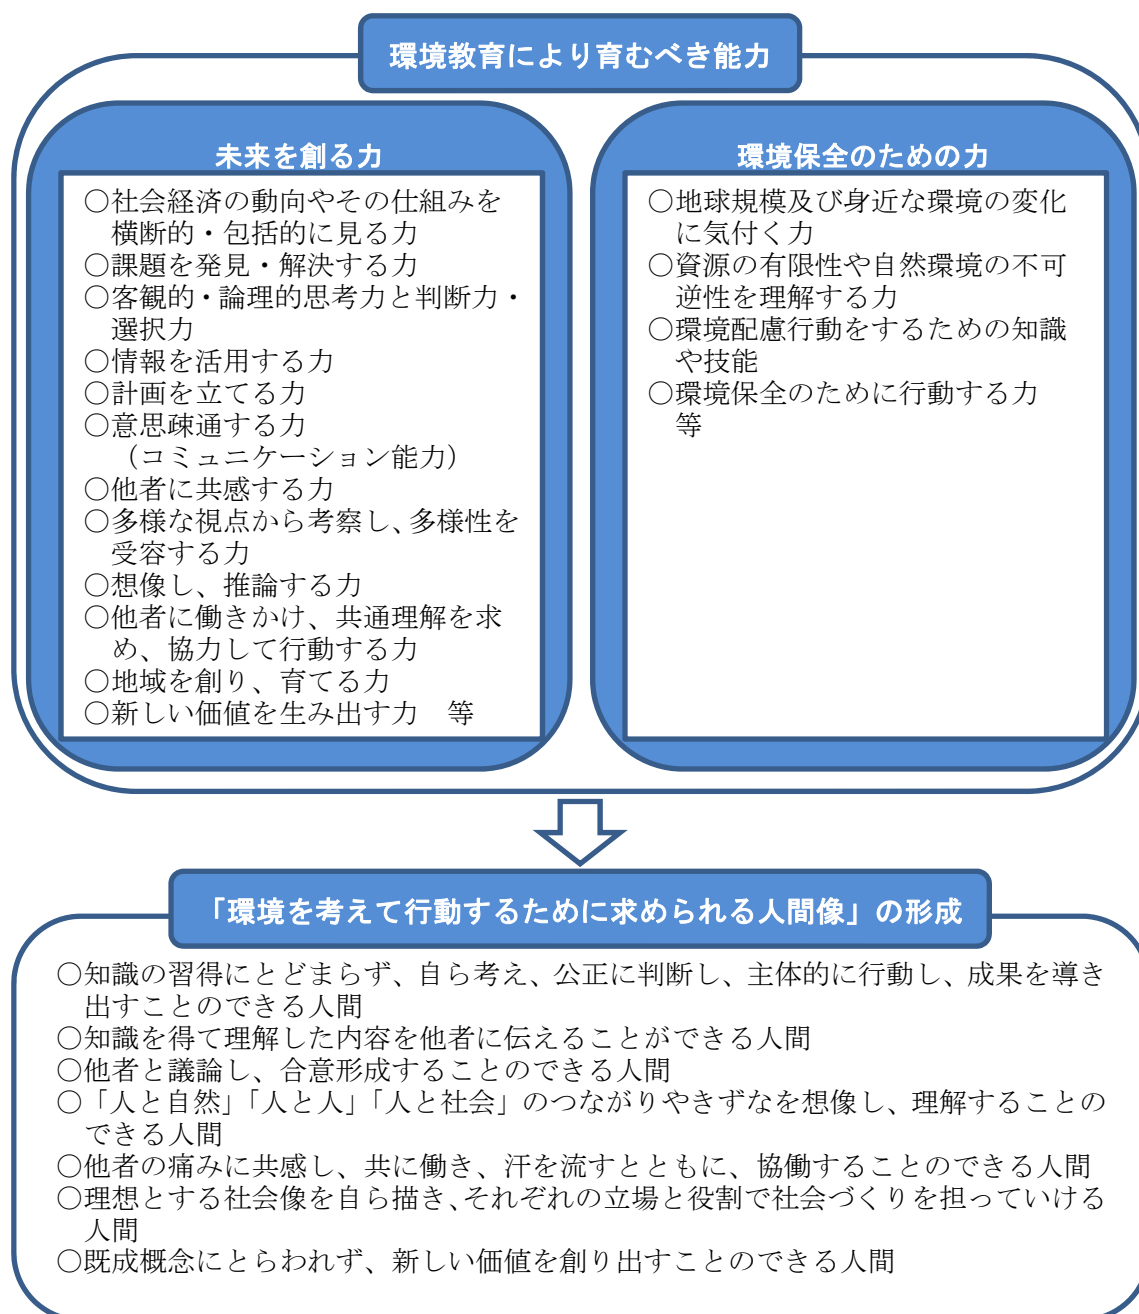 環境教育により育むべき能力
未来を創る力
○社会経済の動向やその仕組みを
横断的・包括的に見る力
○課題を発見・解決する力
○客観的・論理的思考力と判断力・
選択力
○情報を活用する力
○計画を立てる力
○意思疎通する力
（コミュニケーション能力）
○他者に共感する力
○多様な視点から考察し、多様性を
受容する力
○想像し、推論する力
○他者に働きかけ、共通理解を求
め、協力して行動する力
○地域を創り、育てる力
○新しい価値を生み出す力　等
環境保全のための力
○地球規模及び身近な環境の変化
に気付く力
○資源の有限性や自然環境の不可
逆性を理解する力
○環境配慮行動をするための知識
や技能
○環境保全のために行動する力
等
「環境を考えて行動するために求められる人間像」の形成
○知識の習得にとどまらず、自ら考え、公正に判断し、主体的に行動し、成果を導き
出すことのできる人間
○知識を得て理解した内容を他者に伝えることができる人間
○他者と議論し、合意形成することのできる人間
○「人と自然」「人と人」「人と社会」のつながりやきずなを想像し、理解することの
できる人間
○他者の痛みに共感し、共に働き、汗を流すとともに、協働することのできる人間
○理想とする社会像を自ら描き、それぞれの立場と役割で社会づくりを担っていける
人間
○既成概念にとらわれず、新しい価値を創り出すことのできる人間